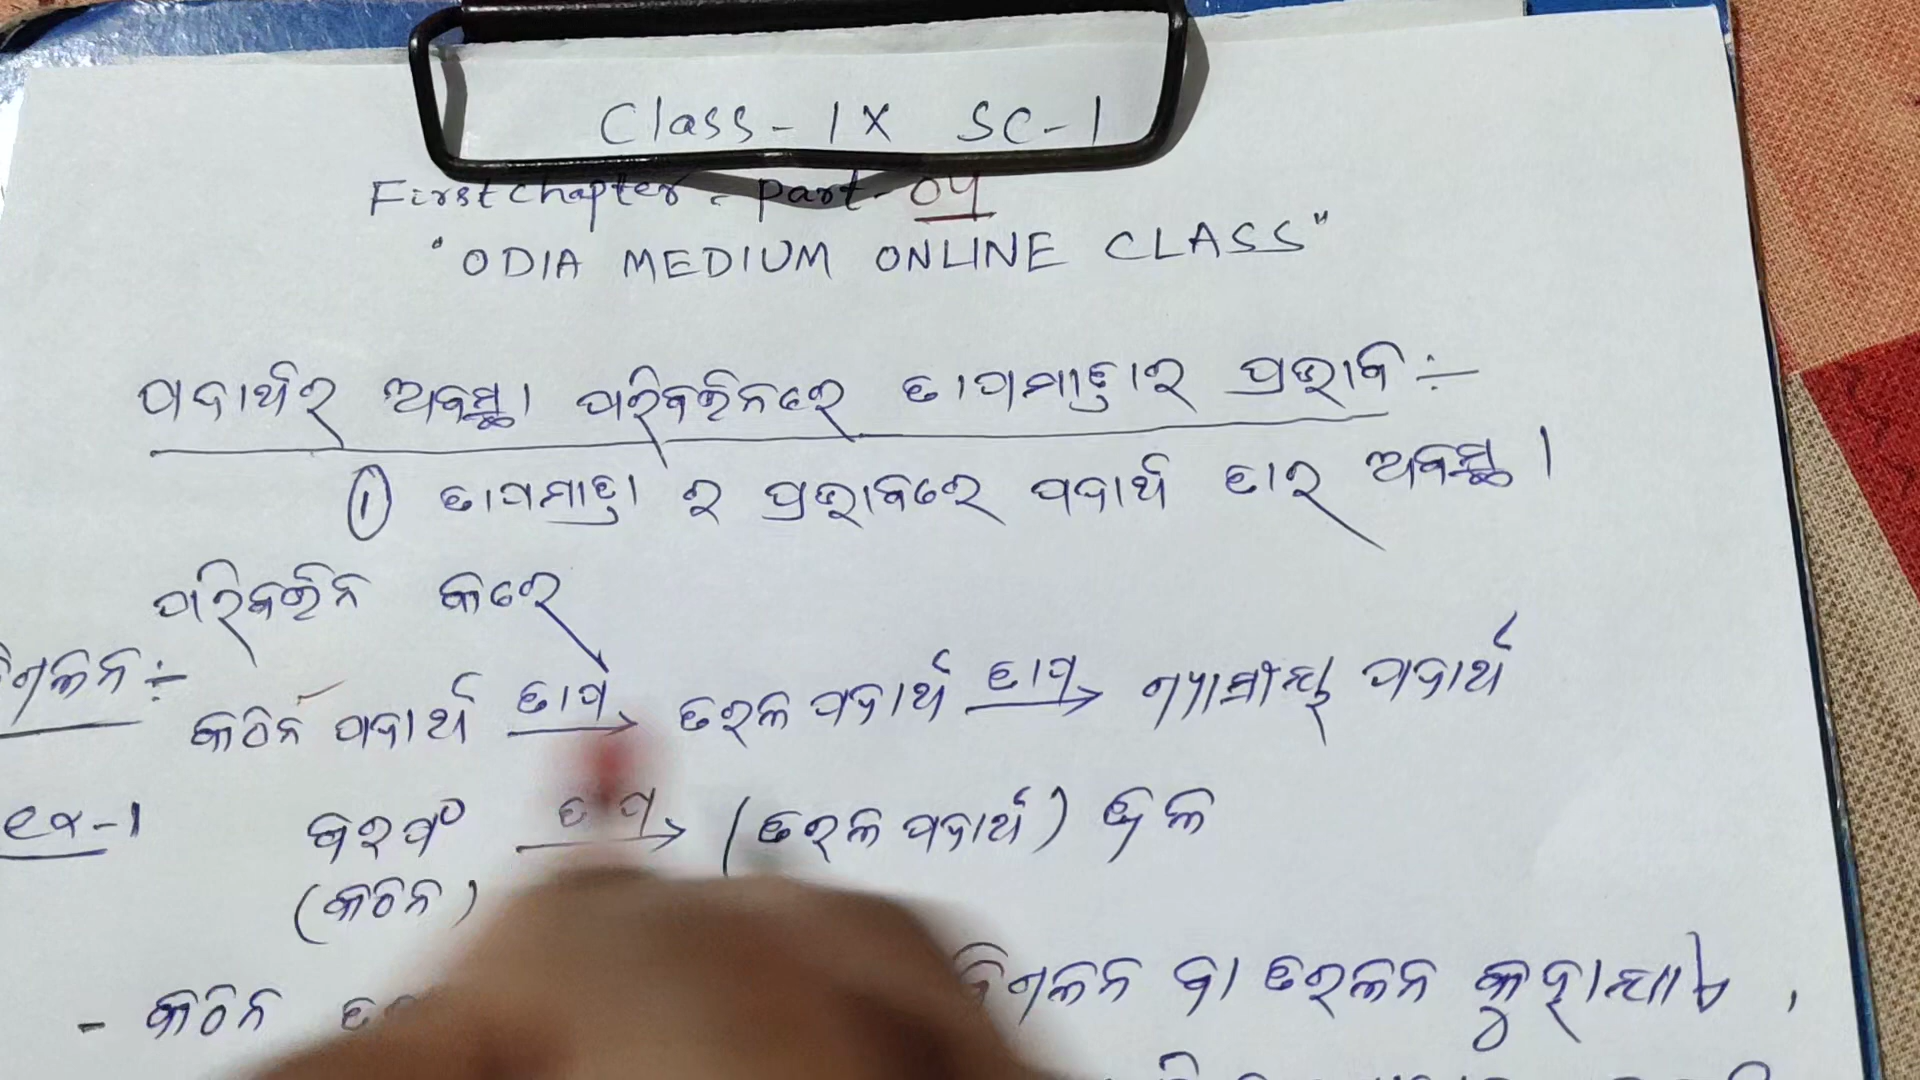 Class - IX SC-1
First chapter - Part - 04
"ODIA MEDIUM ONLINE CLASS"
ପଦାର୍ଥର ଅବସ୍ଥା ପରିବର୍ତ୍ତନରେ ତାପମାତ୍ରାର ପ୍ରଭାବ :-
① ତାପମାତ୍ରା ର ପ୍ରଭାବରେ ପଦାର୍ଥ ତାର ଅବସ୍ଥା
ପରିବର୍ତ୍ତନ କରେ
ବିଗଳନ :-
କଠିନ ପଦାର୍ଥ ତାପ → ତରଳ ପଦାର୍ଥ ତାପ → ଗ୍ୟାସୀୟ ପଦାର୍ଥ
Ex-1 ବରଫ ତାପ → (ତରଳ ପଦାର୍ଥ) ଜଳ
(କଠିନ)
- କଠିନ ବିଗଳନ ବା ତରଳନ କୁହାଯାଏ,